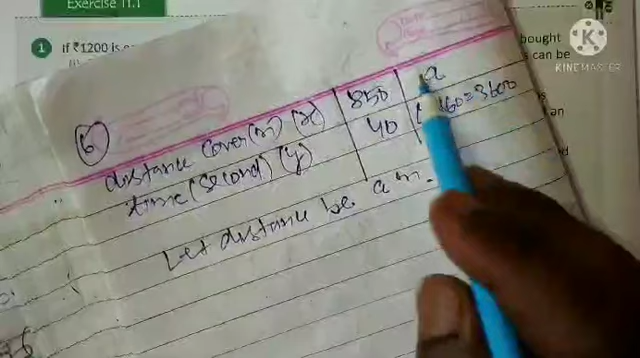 Exercise 11.1
1 If ₹1200 is
bought
s can be
KINEMASTER
6 distance cover(m) (x) 850 a
time (second) (y) 40 60=3600
Let distance be a m.